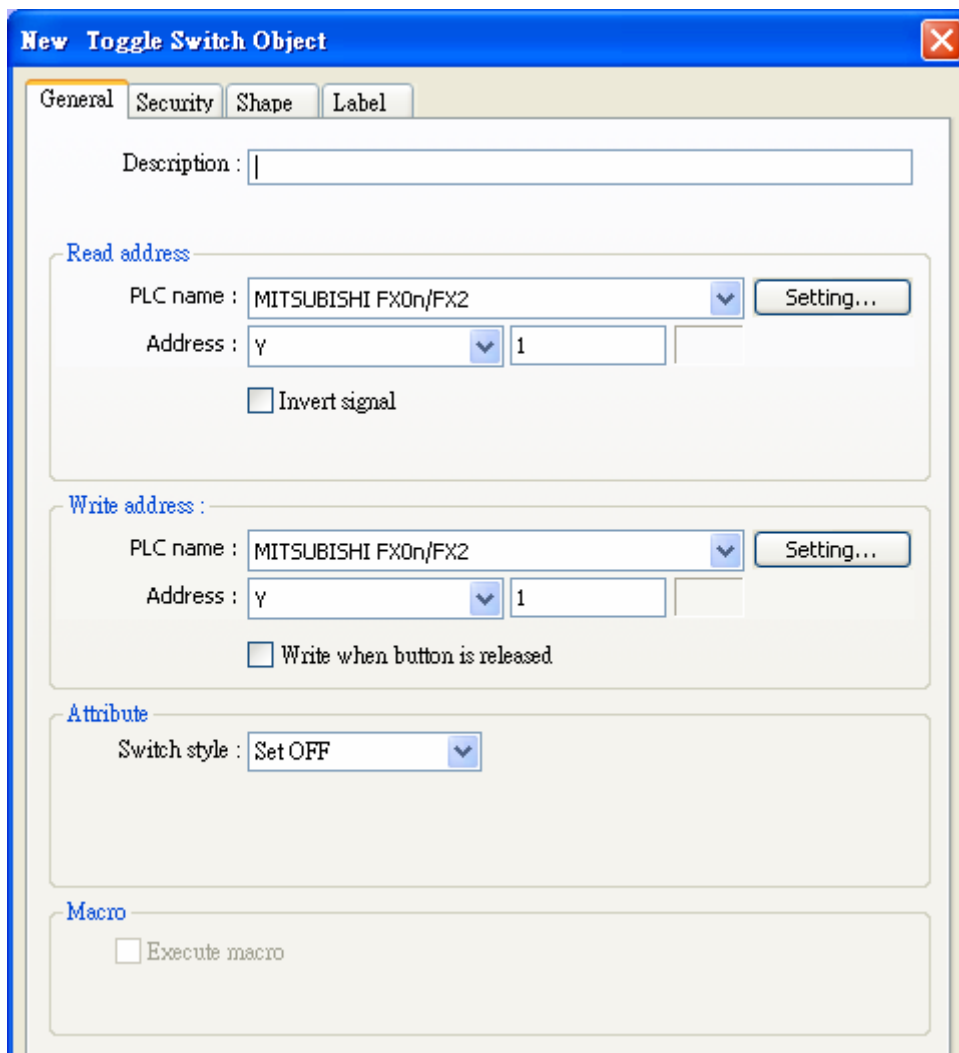 New Toggle Switch Object
General Security Shape Label
Description :
Read address
PLC name : MITSUBISHI FX0n/FX2 Setting...
Address : Y 1
Invert signal
Write address :
PLC name : MITSUBISHI FX0n/FX2 Setting...
Address : Y 1
Write when button is released
Attribute
Switch style : Set OFF
Macro
Execute macro